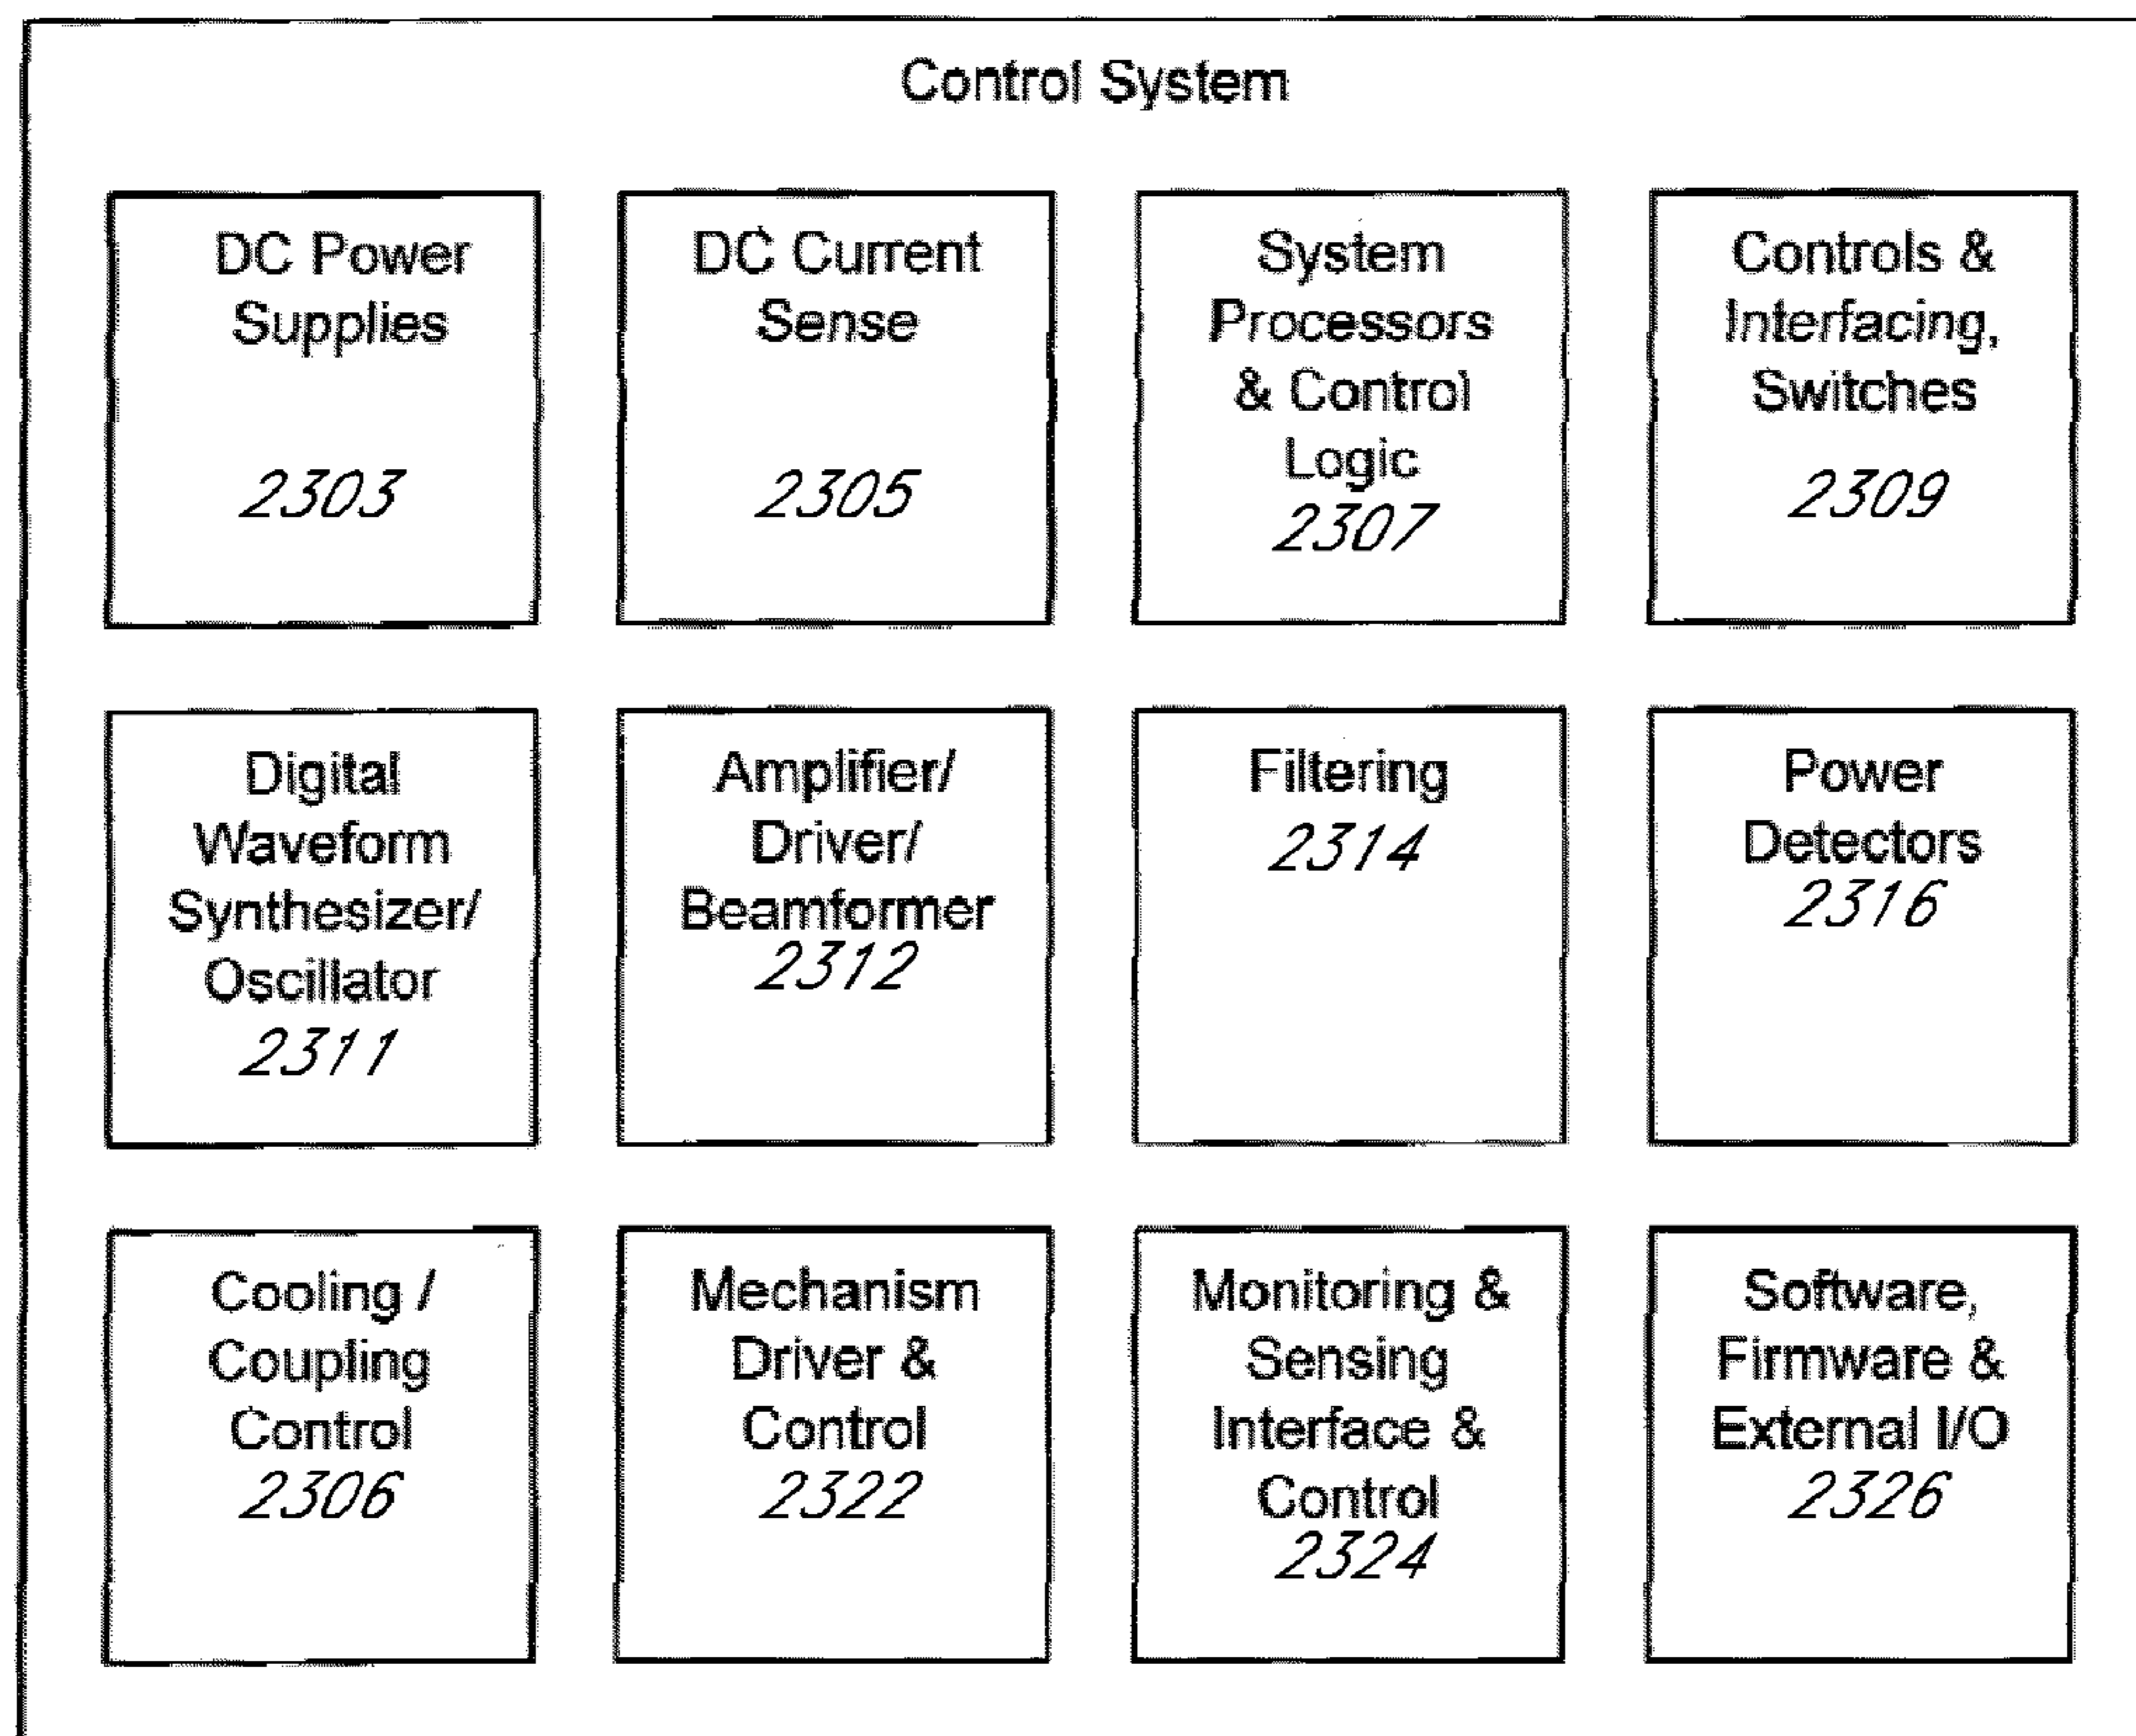 Control System
DC Power
Supplies
2303
DC Current
Sense
2305
System
Processors
& Control
Logic
2307
Controls &
Interfacing,
Switches
2309
Digital
Waveform
Synthesizer/
Oscillator
2311
Amplifier/
Driver/
Beamformer
2312
Filtering
2314
Power
Detectors
2316
Cooling /
Coupling
Control
2306
Mechanism
Driver &
Control
2322
Monitoring &
Sensing
Interface &
Control
2324
Software,
Firmware &
External I/O
2326